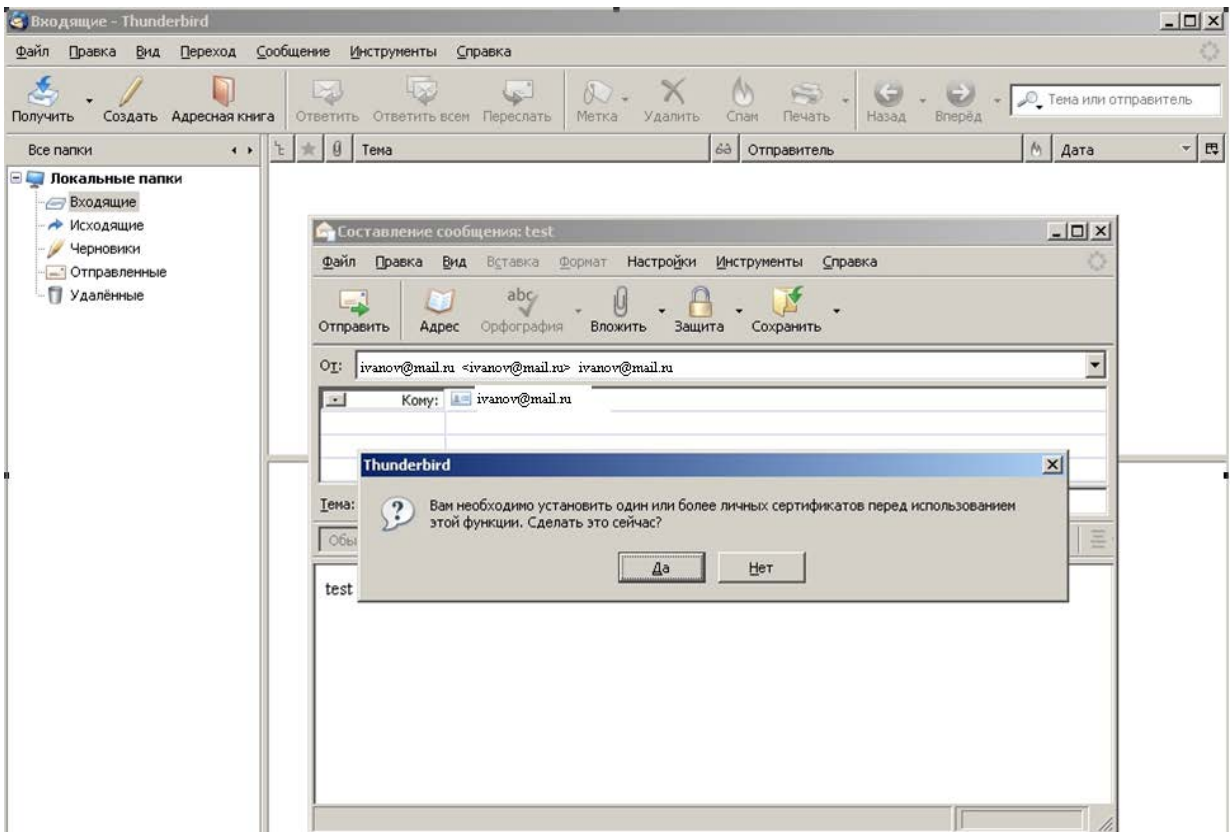 Входящие - Thunderbird
Файл Правка Вид Переход Сообщение Инструменты Справка
Получить Создать Адресная книга Ответить Ответить всем Переслать Метка Удалить Спам Печать Назад Вперёд Тема или отправитель
Все папки Тема Отправитель Дата
Локальные папки
Входящие
Исходящие
Черновики
Отправленные
Удалённые
Составление сообщения: test
Файл Правка Вид Вставка Формат Настройки Инструменты Справка
Отправить Адрес Орфография Вложить Защита Сохранить
От: ivanov@mail.ru <ivanov@mail.ru> ivanov@mail.ru
Кому: ivanov@mail.ru
Thunderbird
Тема:
Вам необходимо установить один или более личных сертификатов перед использованием
этой функции. Сделать это сейчас?
Да Нет
test